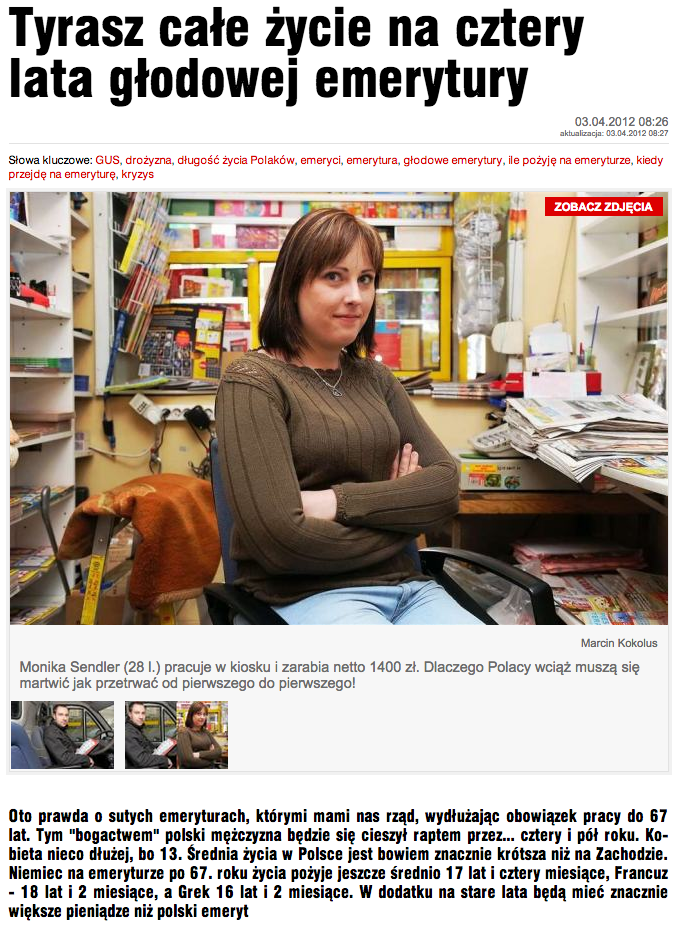 Tyrasz całe życie na cztery
lata głodowej emerytury
03.04.2012 08:26
aktualizacja: 03.04.2012 08:27
Słowa kluczowe: GUS, drożyzna, długość życia Polaków, emeryci, emerytura, głodowe emerytury, ile pożyję na emeryturze, kiedy
przejdę na emeryturę, kryzys
ZOBACZ ZDJĘCIA
Marcin Kokolus
Monika Sendler (28 l.) pracuje w kiosku i zarabia netto 1400 zł. Dlaczego Polacy wciąż muszą się
martwić jak przetrwać od pierwszego do pierwszego!
Oto prawda o sutych emeryturach, którymi mami nas rząd, wydłużając obowiązek pracy do 67
lat. Tym "bogactwem" polski mężczyzna będzie się cieszył raptem przez... cztery i pół roku. Ko-
bieta nieco dłużej, bo 13. Średnia życia w Polsce jest bowiem znacznie krótsza niż na Zachodzie.
Niemiec na emeryturze po 67. roku życia pożyje jeszcze średnio 17 lat i cztery miesiące, Francuz
- 18 lat i 2 miesiące, a Grek 16 lat i 2 miesiące. W dodatku na stare lata będą mieć znacznie
większe pieniądze niż polski emeryt